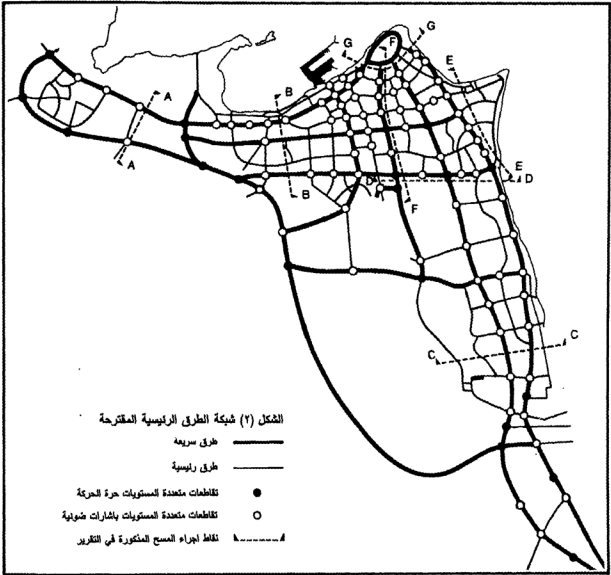 G
F
G
E
A
B
A
B
D
E
D
F
C
C
الشكل (٢) شبكة الطرق الرئيسية المقترحة
طرق سريعة
طرق رئيسية
تقاطعات متعددة المستويات حرة الحركة
تقاطعات متعددة المستويات باشارات ضوئية
نقاط اجراء المسح المذكورة في التقرير